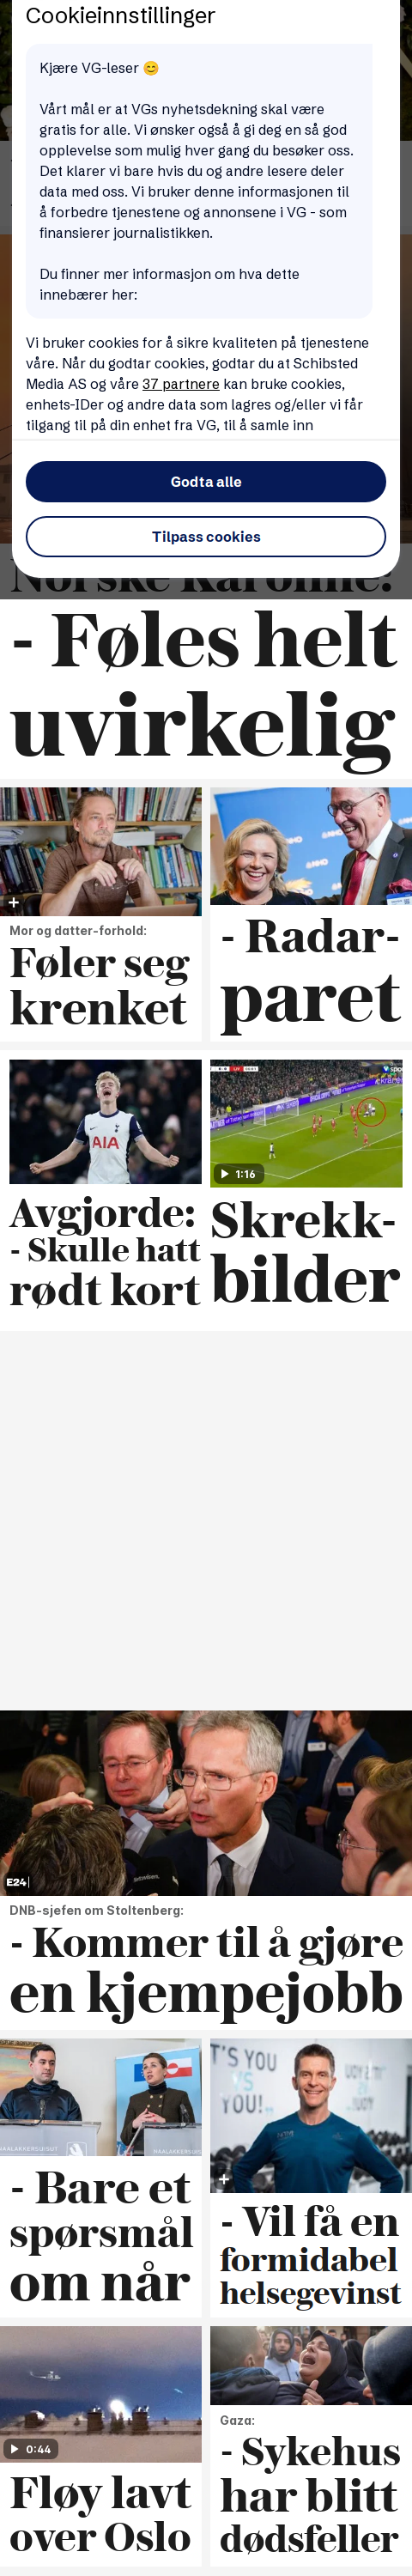 Cookieinnstillinger
Kjære VG-leser 😊
Vårt mål er at VGs nyhetsdekning skal være
gratis for alle. Vi ønsker også å gi deg en så god
opplevelse som mulig hver gang du besøker oss.
Det klarer vi bare hvis du og andre lesere deler
data med oss. Vi bruker denne informasjonen til
å forbedre tjenestene og annonsene i VG - som
finansierer journalistikken.
Du finner mer informasjon om hva dette
innebærer her:
Vi bruker cookies for å sikre kvaliteten på tjenestene
våre. Når du godtar cookies, godtar du at Schibsted
Media AS og våre 37 partnere kan bruke cookies,
enhets-IDer og andre data som lagres og/eller vi får
tilgang til på din enhet fra VG, til å samle inn
Godta alle
Tilpass cookies
Norske Karoline:
- Føles helt
uvirkelig
Mor og datter-forhold:
Føler seg
krenket
- Radar-
paret
AIA
Avgjorde:
- Skulle hatt
rødt kort
1:16
Skrekk-
bilder
E24
DNB-sjefen om Stoltenberg:
- Kommer til å gjøre
en kjempejobb
- Bare et
spørsmål
om når
IT'S YOU
VS
YOU!
- Vil få en
formidabel
helsegevinst
0:44
Fløy lavt
over Oslo
Gaza:
- Sykehus
har blitt
dødsfeller